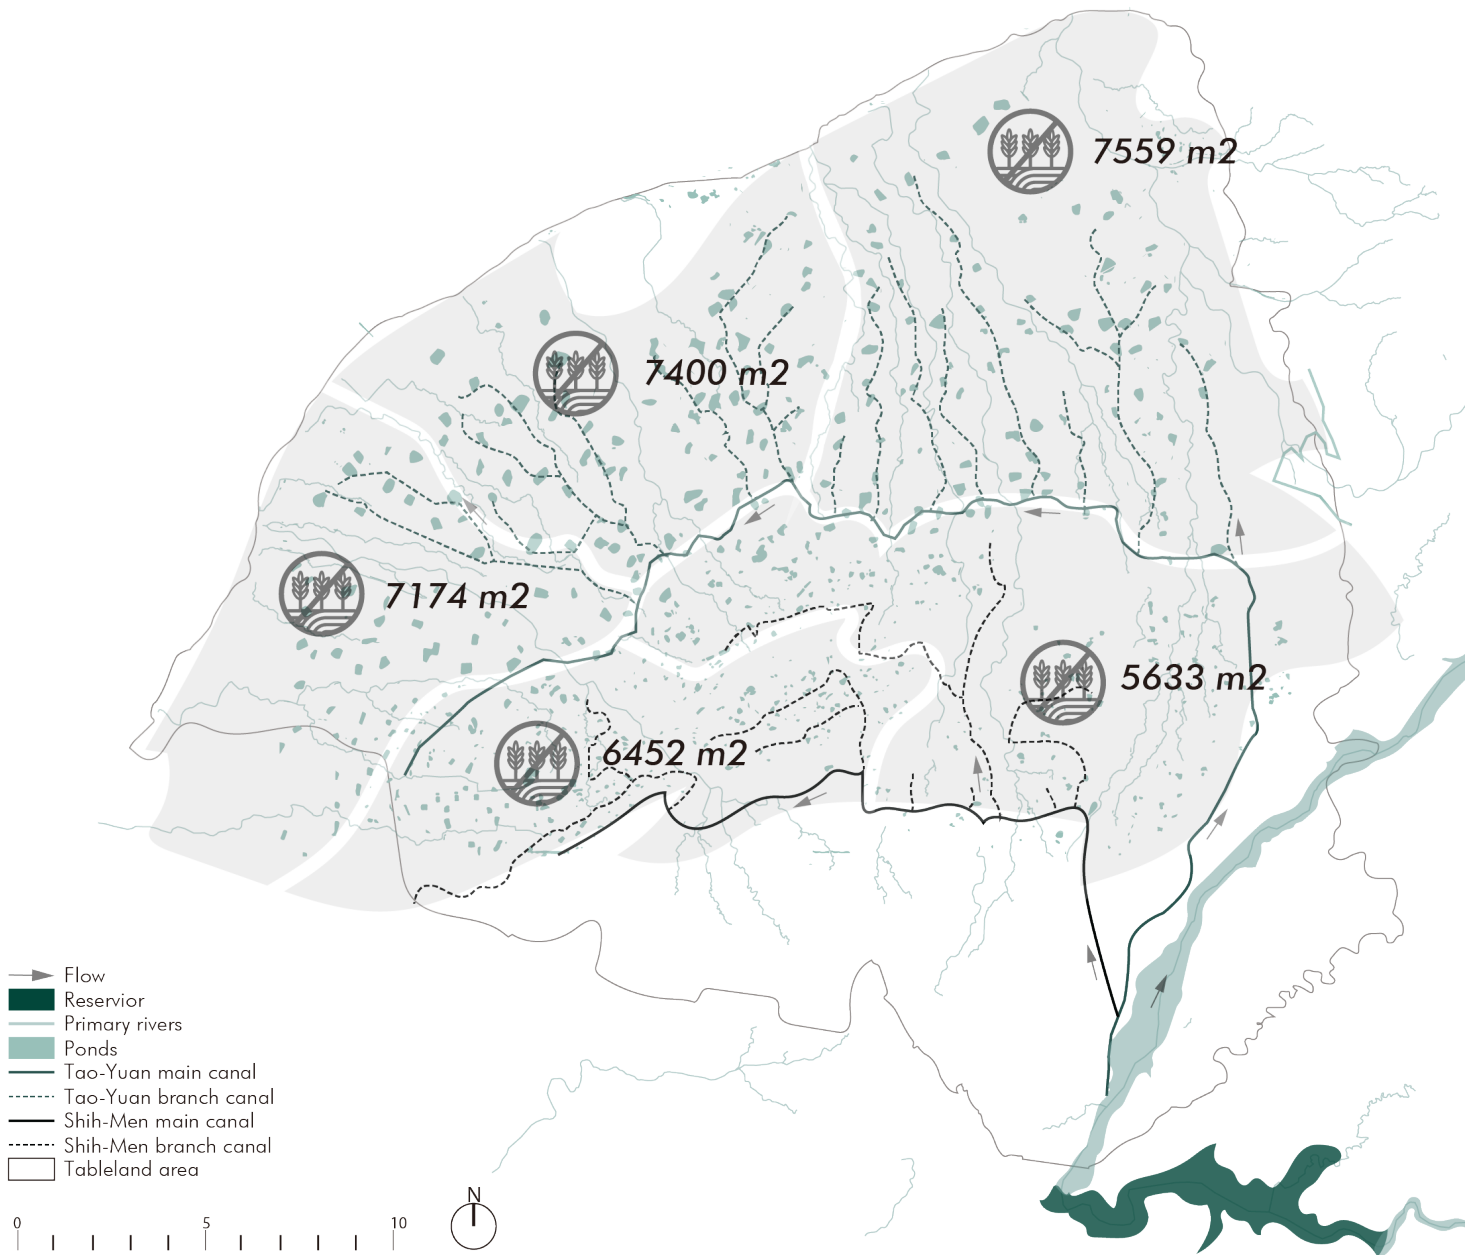 7559 m2
7400 m2
7174 m2
5633 m2
6452 m2
Flow
Reservior
Primary rivers
Ponds
Tao-Yuan main canal
Tao-Yuan branch canal
Shih-Men main canal
Shih-Men branch canal
Tableland area
N
0 5 10